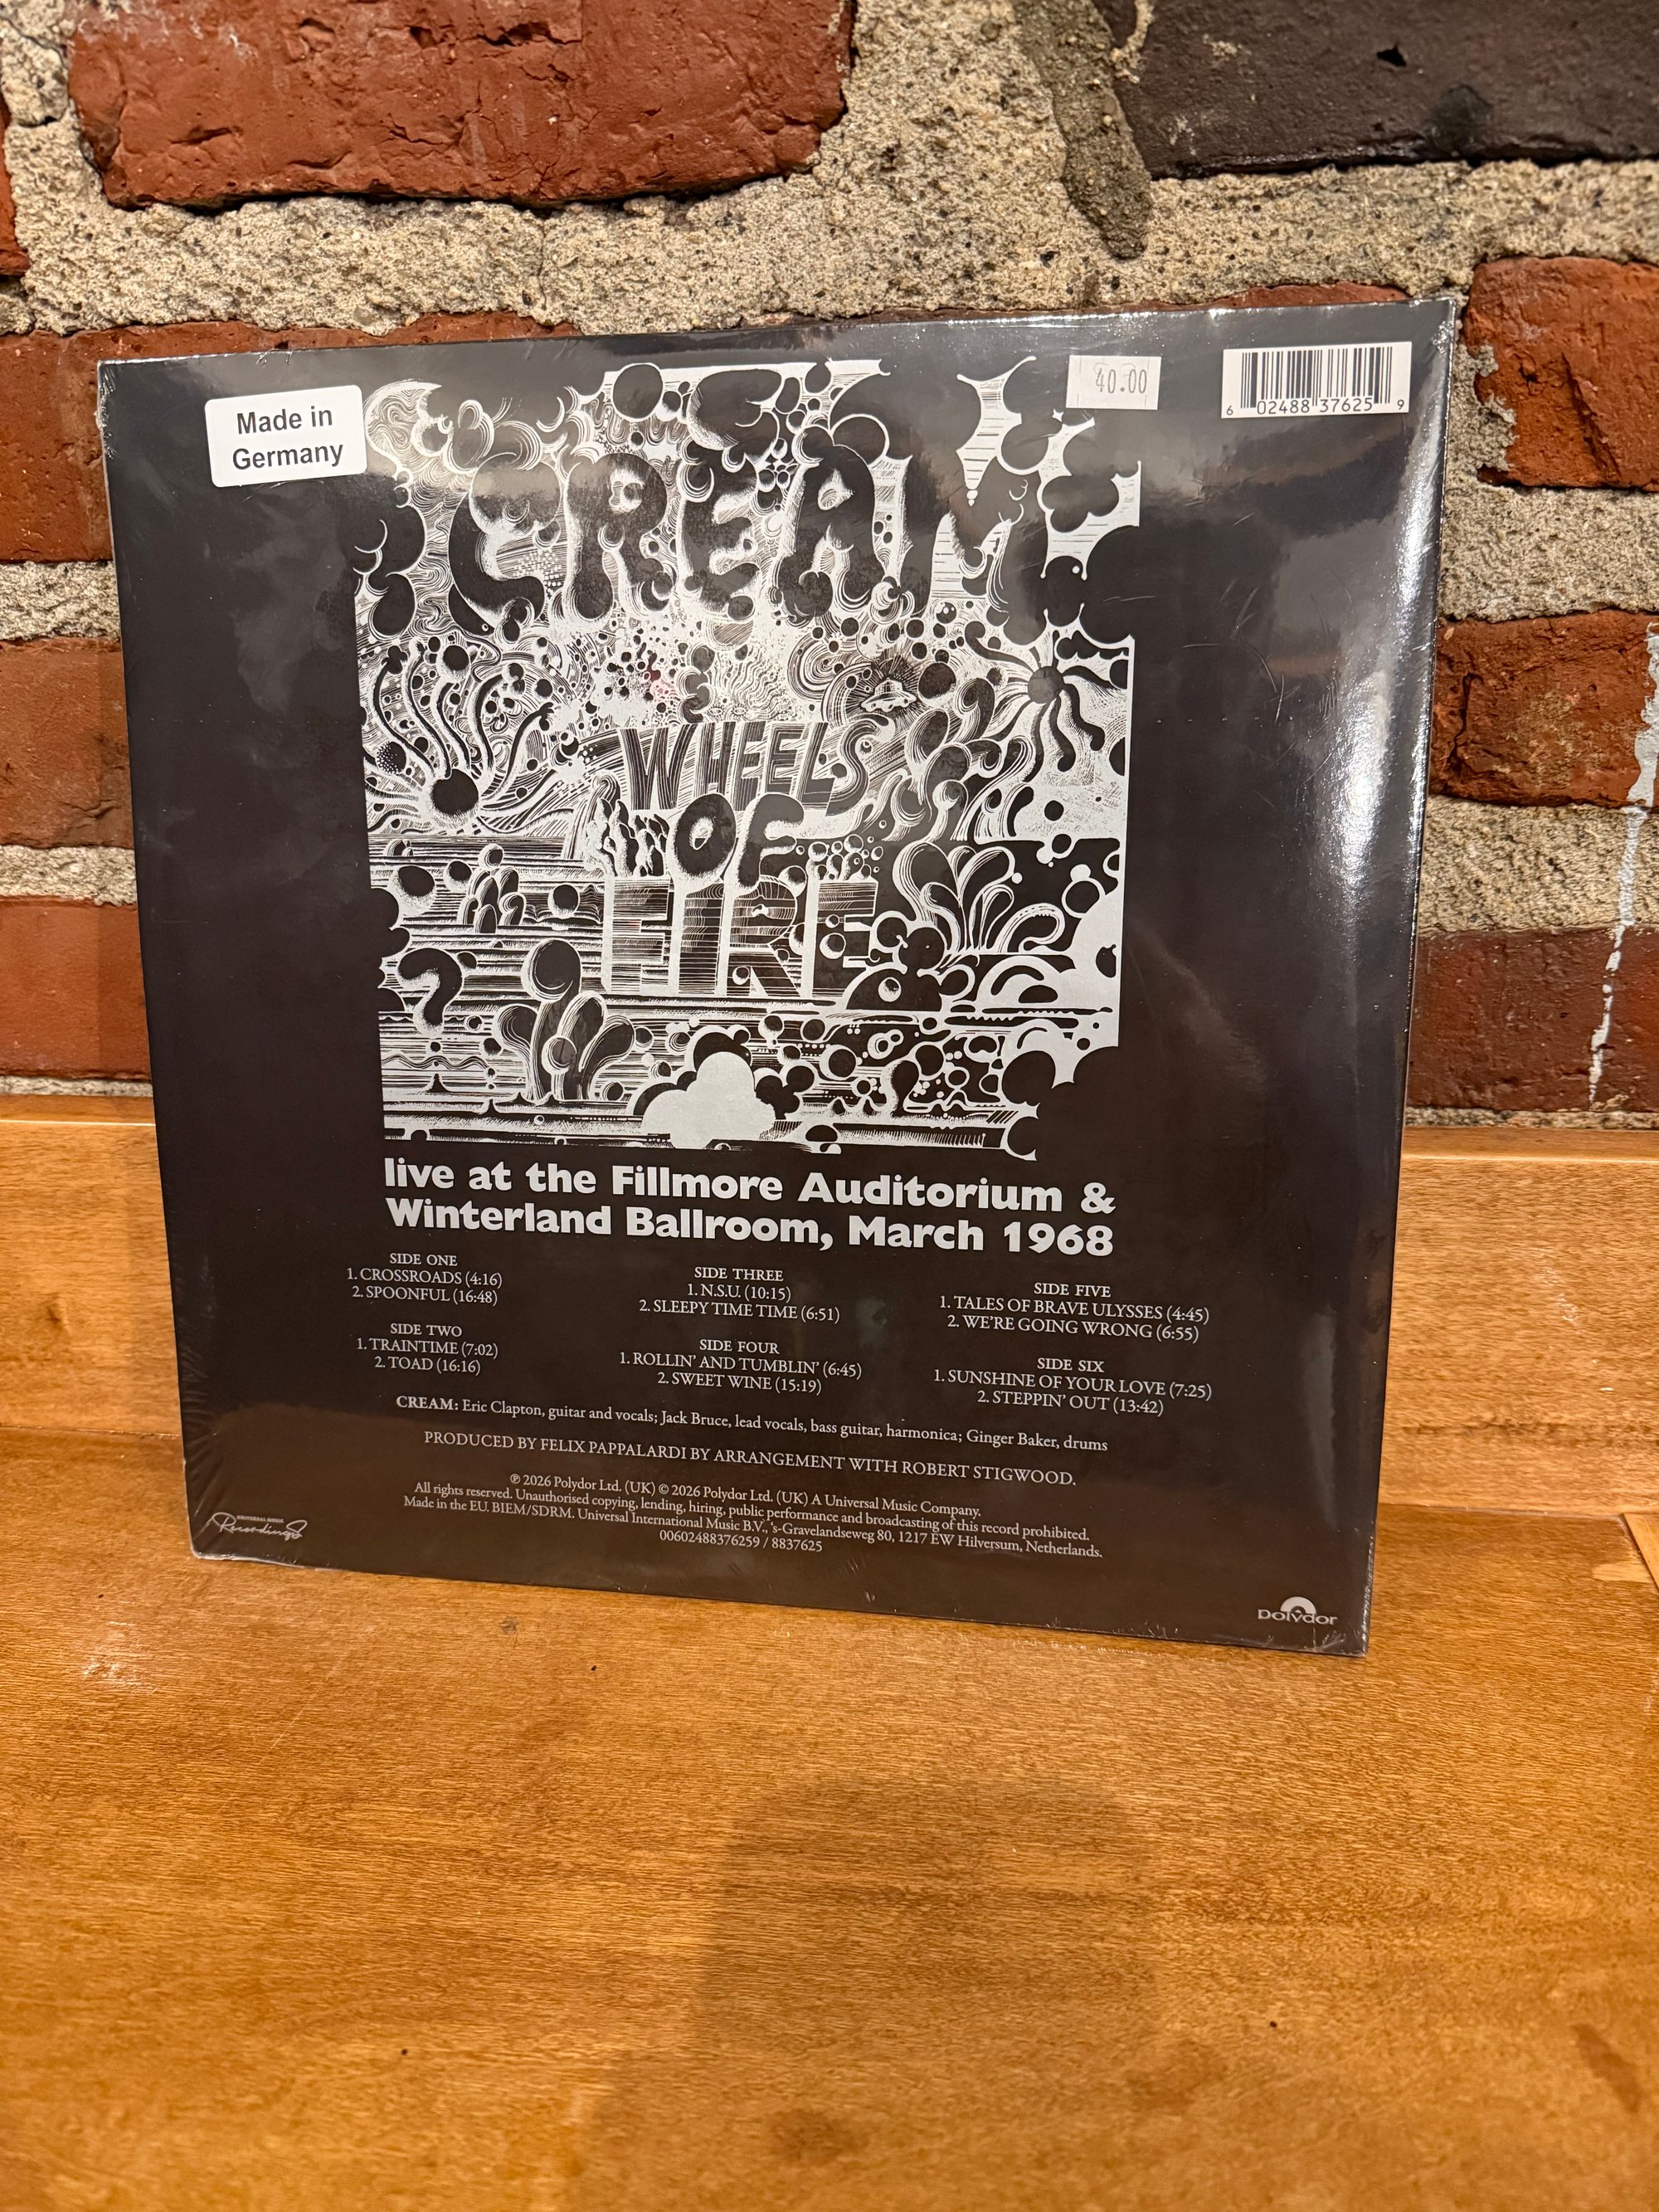 Made in
Germany
40.00
6 02488 37625 9
CREAM
WHEELS
OF
FIRE
live at the Fillmore Auditorium &
Winterland Ballroom, March 1968
SIDE ONE
1. CROSSROADS (4:16)
2. SPOONFUL (16:48)
SIDE TWO
1. TRAINTIME (7:02)
2. TOAD (16:16)
SIDE THREE
1. N.S.U. (10:15)
2. SLEEPY TIME TIME (6:51)
SIDE FOUR
1. ROLLIN' AND TUMBLIN' (6:45)
2. SWEET WINE (15:19)
SIDE FIVE
1. TALES OF BRAVE ULYSSES (4:45)
2. WE'RE GOING WRONG (6:55)
SIDE SIX
1. SUNSHINE OF YOUR LOVE (7:25)
2. STEPPIN' OUT (13:42)
CREAM: Eric Clapton, guitar and vocals; Jack Bruce, lead vocals, bass guitar, harmonica; Ginger Baker, drums
PRODUCED BY FELIX PAPPALARDI BY ARRANGEMENT WITH ROBERT STIGWOOD.
℗ 2026 Polydor Ltd. (UK) © 2026 Polydor Ltd. (UK) A Universal Music Company.
All rights reserved. Unauthorised copying, lending, hiring, public performance and broadcasting of this record prohibited.
Made in the EU. BIEM/SDRM. Universal International Music B.V., 's-Gravelandseweg 80, 1217 EW Hilversum, Netherlands.
00602488376259 / 8837625
UNIVERSAL MUSIC
Recordings
polydor